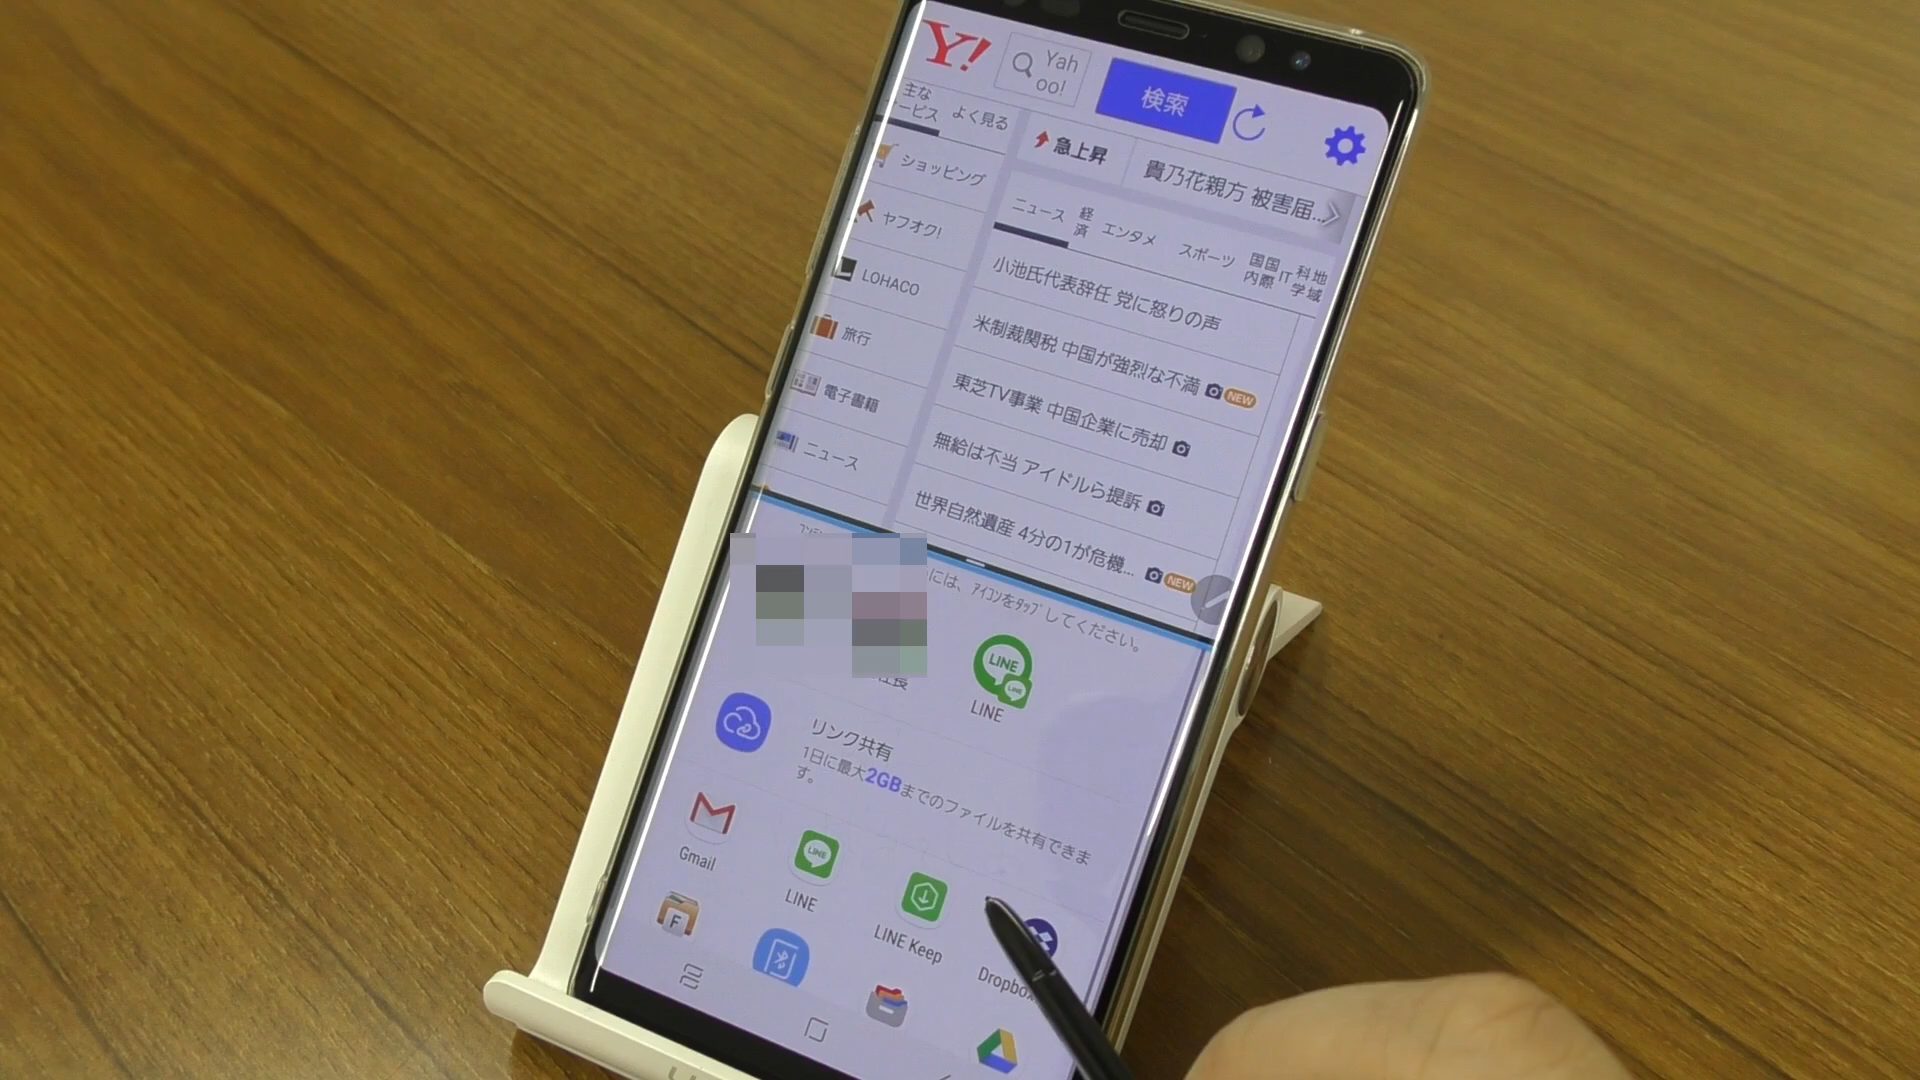 Y!
Yah
oo!
検索
主な
ービス
よく見る
急上昇
貴乃花親方 被害届...
ショッピング
ニュース
経
済
エンタメ
スポーツ
国
内
国
際
IT
科
学
地
域
ヤフオク!
小池氏代表辞任 党に怒りの声
LOHACO
米制裁関税 中国が強烈な不満 NEW
旅行
東芝TV事業 中国企業に売却
電子書籍
無給は不当 アイドルら提訴
ニュース
世界自然遺産 4分の1が危機... NEW
には、アイコンをタップしてください。
社長
LINE
LINE
LINE
リンク共有
1日に最大2GBまでのファイルを共有できま
す。
Gmail
LINE
LINE
LINE Keep
Dropbox
F